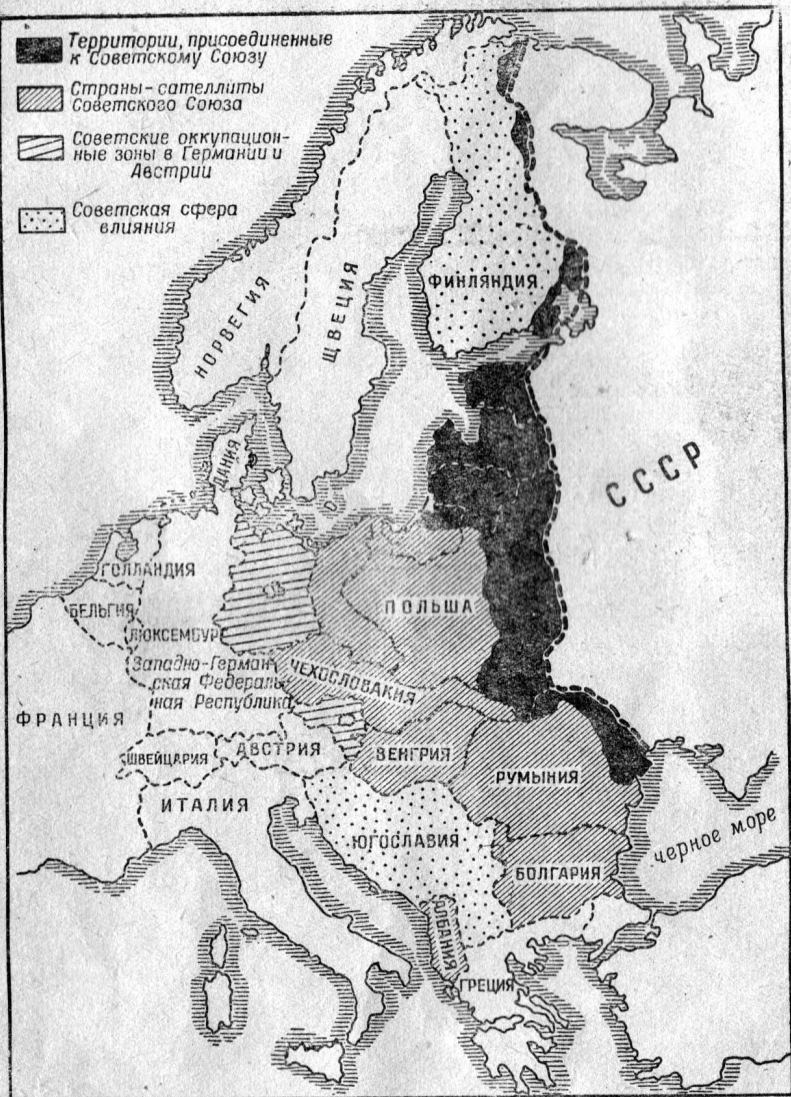 Территории, присоединенные
к Советскому Союзу
Страны-сателлиты
Советского Союза
Советские оккупацион-
ные зоны в Германии и
Австрии
Советская сфера
влияния
НОРВЕГИЯ
ЩВЕЦИЯ
ФИНЛЯНДИЯ
СССР
ДАНИЯ
ГОЛЛАНДИЯ
БЕЛЬГИЯ
ЛЮКСЕМБУРГ
ПОЛЬША
Западно-Герман-
ская Федераль-
ная Республика
ЧЕХОСЛОВАКИЯ
ФРАНЦИЯ
ШВЕЙЦАРИЯ
АВСТРИЯ
ВЕНГРИЯ
РУМЫНИЯ
ИТАЛИЯ
ЮГОСЛАВИЯ
БОЛГАРИЯ
Черное море
АЛБАНИЯ
ГРЕЦИЯ